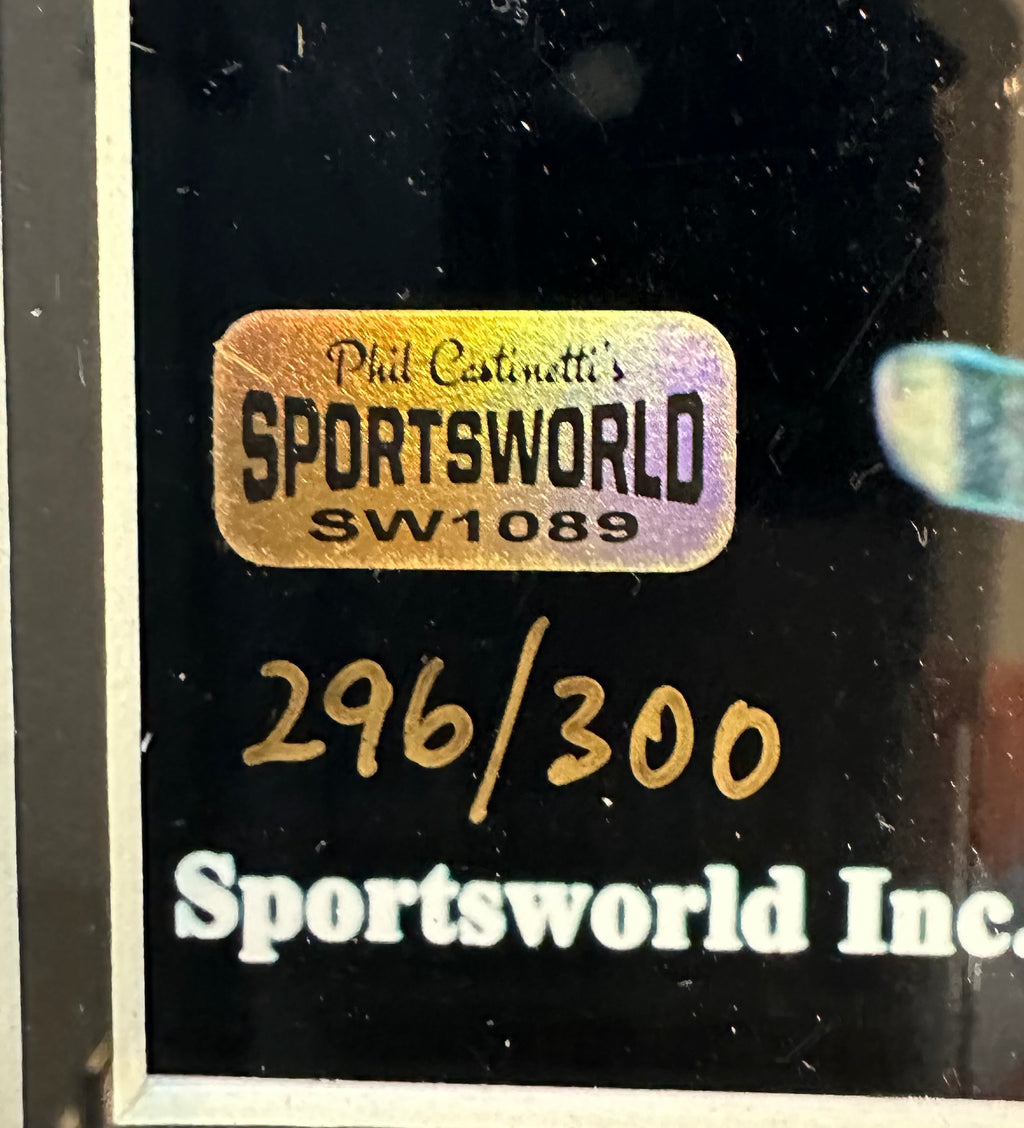 Phil Castinetti's
SPORTSWORLD
SW1089
296/300
Sportsworld Inc.